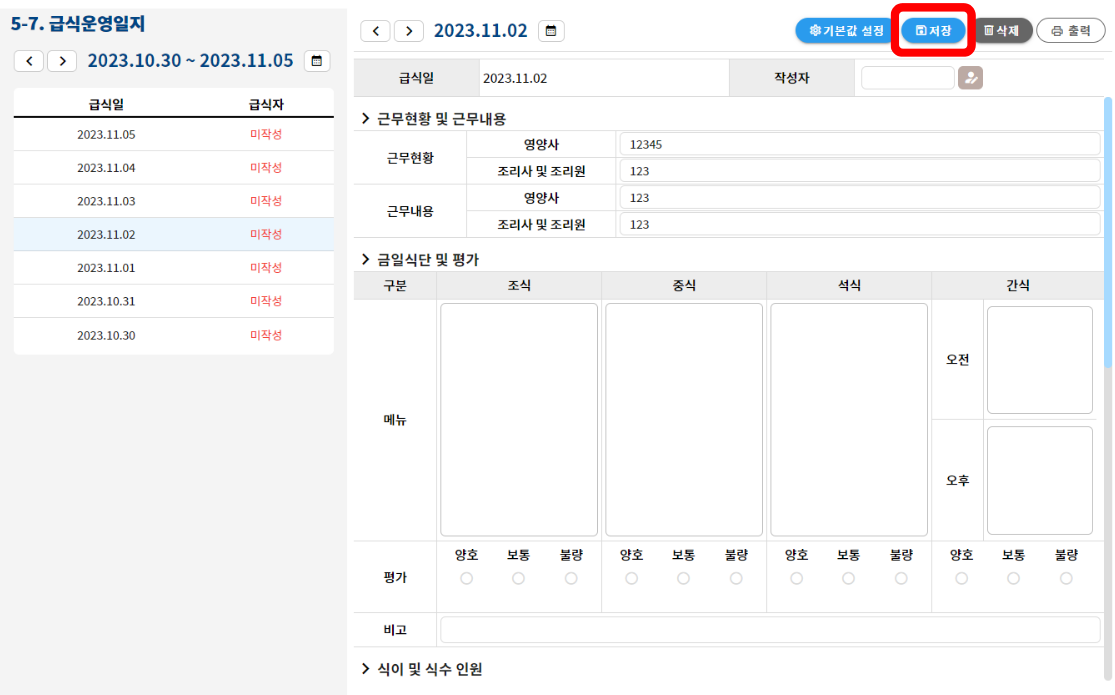 5-7. 급식운영일지
2023.10.30 ~ 2023.11.05
급식일 급식자
2023.11.05 미작성
2023.11.04 미작성
2023.11.03 미작성
2023.11.02 미작성
2023.11.01 미작성
2023.10.31 미작성
2023.10.30 미작성
2023.11.02 기본값 설정 저장 삭제 출력
급식일 2023.11.02 작성자
근무현황 및 근무내용
근무현황 영양사 12345
조리사 및 조리원 123
근무내용 영양사 123
조리사 및 조리원 123
금일식단 및 평가
구분 조식 중식 석식 간식
메뉴 오전
오후
평가 양호 보통 불량 양호 보통 불량 양호 보통 불량 양호 보통 불량
비고
식이 및 식수 인원